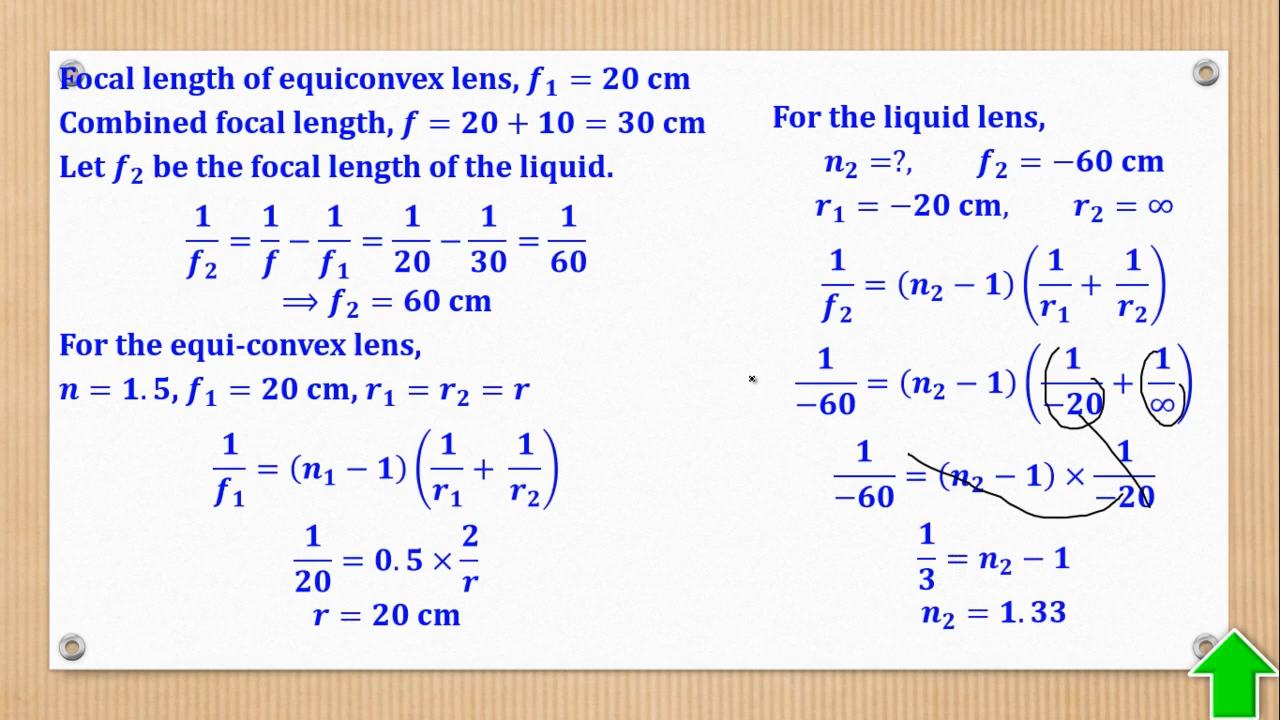 Focal length of equiconvex lens, f₁ = 20 cm
Combined focal length, f = 20 + 10 = 30 cm
Let f₂ be the focal length of the liquid.
1/f₂ = 1/f − 1/f₁ = 1/20 − 1/30 = 1/60
⟹ f₂ = 60 cm
For the equi-convex lens,
n = 1.5, f₁ = 20 cm, r₁ = r₂ = r
1/f₁ = (n₁ − 1)(1/r₁ + 1/r₂)
1/20 = 0.5 × 2/r
r = 20 cm
For the liquid lens,
n₂ =?, f₂ = −60 cm
r₁ = −20 cm, r₂ = ∞
1/f₂ = (n₂ − 1)(1/r₁ + 1/r₂)
1/−60 = (n₂ − 1)(1/−20 + 1/∞)
1/−60 = (n₂ − 1) × 1/−20
1/3 = n₂ − 1
n₂ = 1.33